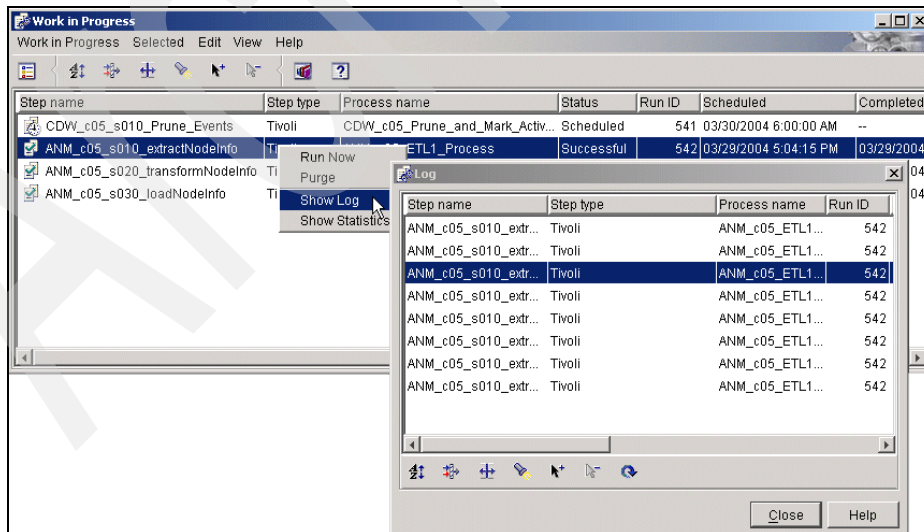 Work in Progress
Work in Progress Selected Edit View Help
Step name Step type Process name Status Run ID Scheduled Completed
CDW_c05_s010_Prune_Events Tivoli CDW_c05_Prune_and_Mark_Activ... Scheduled 541 03/30/2004 6:00:00 AM --
ANM_c05_s010_extractNodeInfo ETL1_Process Successful 542 03/29/2004 5:04:15 PM 03/29/2004
ANM_c05_s020_transformNodeInfo Ti 04
ANM_c05_s030_loadNodeInfo Ti 04
Run Now
Purge
Show Log
Show Statistics
Log
Step name Step type Process name Run ID
ANM_c05_s010_extr... Tivoli ANM_c05_ETL1... 542
ANM_c05_s010_extr... Tivoli ANM_c05_ETL1... 542
ANM_c05_s010_extr... Tivoli ANM_c05_ETL1... 542
ANM_c05_s010_extr... Tivoli ANM_c05_ETL1... 542
ANM_c05_s010_extr... Tivoli ANM_c05_ETL1... 542
ANM_c05_s010_extr... Tivoli ANM_c05_ETL1... 542
ANM_c05_s010_extr... Tivoli ANM_c05_ETL1... 542
ANM_c05_s010_extr... Tivoli ANM_c05_ETL1... 542
Close Help